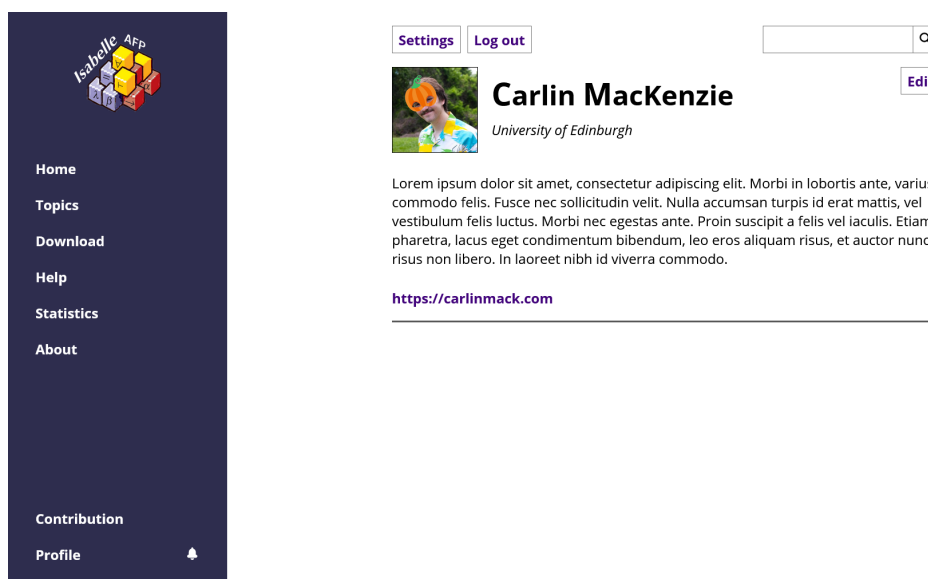 Isabelle AFP
Home
Topics
Download
Help
Statistics
About
Contribution
Profile
Settings
Log out
Edi
Carlin MacKenzie
University of Edinburgh
Lorem ipsum dolor sit amet, consectetur adipiscing elit. Morbi in lobortis ante, variu
commodo felis. Fusce nec sollicitudin velit. Nulla accumsan turpis id erat mattis, vel
vestibulum felis luctus. Morbi nec egestas ante. Proin suscipit a felis vel iaculis. Etiam
pharetra, lacus eget condimentum bibendum, leo eros aliquam risus, et auctor nunc
risus non libero. In laoreet nibh id viverra commodo.
https://carlinmack.com